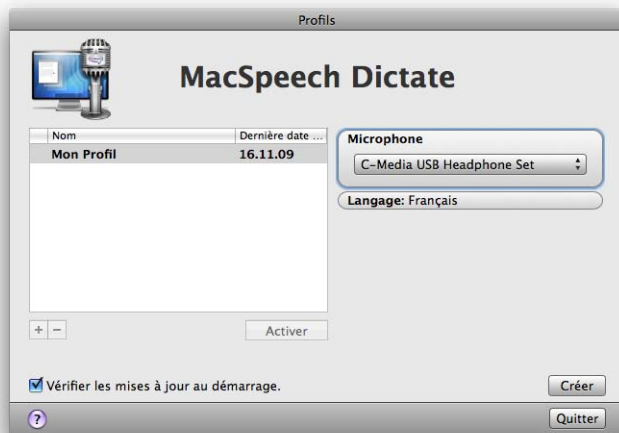 Profils
MacSpeech Dictate
Nom Dernière date ...
Mon Profil 16.11.09
Microphone
C-Media USB Headphone Set
Langage: Français
+ −
Activer
Vérifier les mises à jour au démarrage.
Créer
?
Quitter